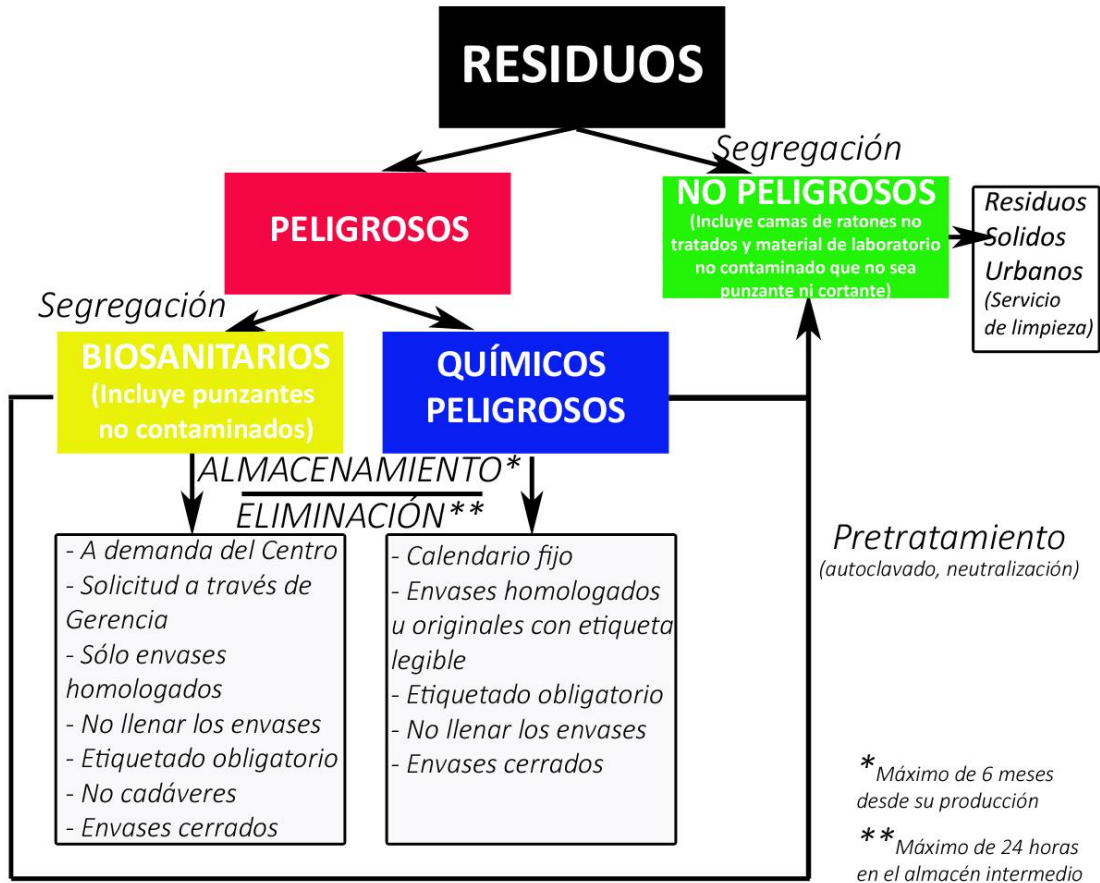 RESIDUOS
Segregación
PELIGROSOS
NO PELIGROSOS
(Incluye camas de ratones no
tratados y material de laboratorio
no contaminado que no sea
punzante ni cortante)
Residuos
Solidos
Urbanos
(Servicio
de limpieza)
Segregación
BIOSANITARIOS
(Incluye punzantes
no contaminados)
QUÍMICOS
PELIGROSOS
ALMACENAMIENTO*
ELIMINACIÓN**
- A demanda del Centro
- Solicitud a través de
Gerencia
- Sólo envases
homologados
- No llenar los envases
- Etiquetado obligatorio
- No cadáveres
- Envases cerrados
- Calendario fijo
- Envases homologados
u originales con etiqueta
legible
- Etiquetado obligatorio
- No llenar los envases
- Envases cerrados
Pretratamiento
(autoclavado, neutralización)
*Máximo de 6 meses
desde su producción
**Máximo de 24 horas
en el almacén intermedio